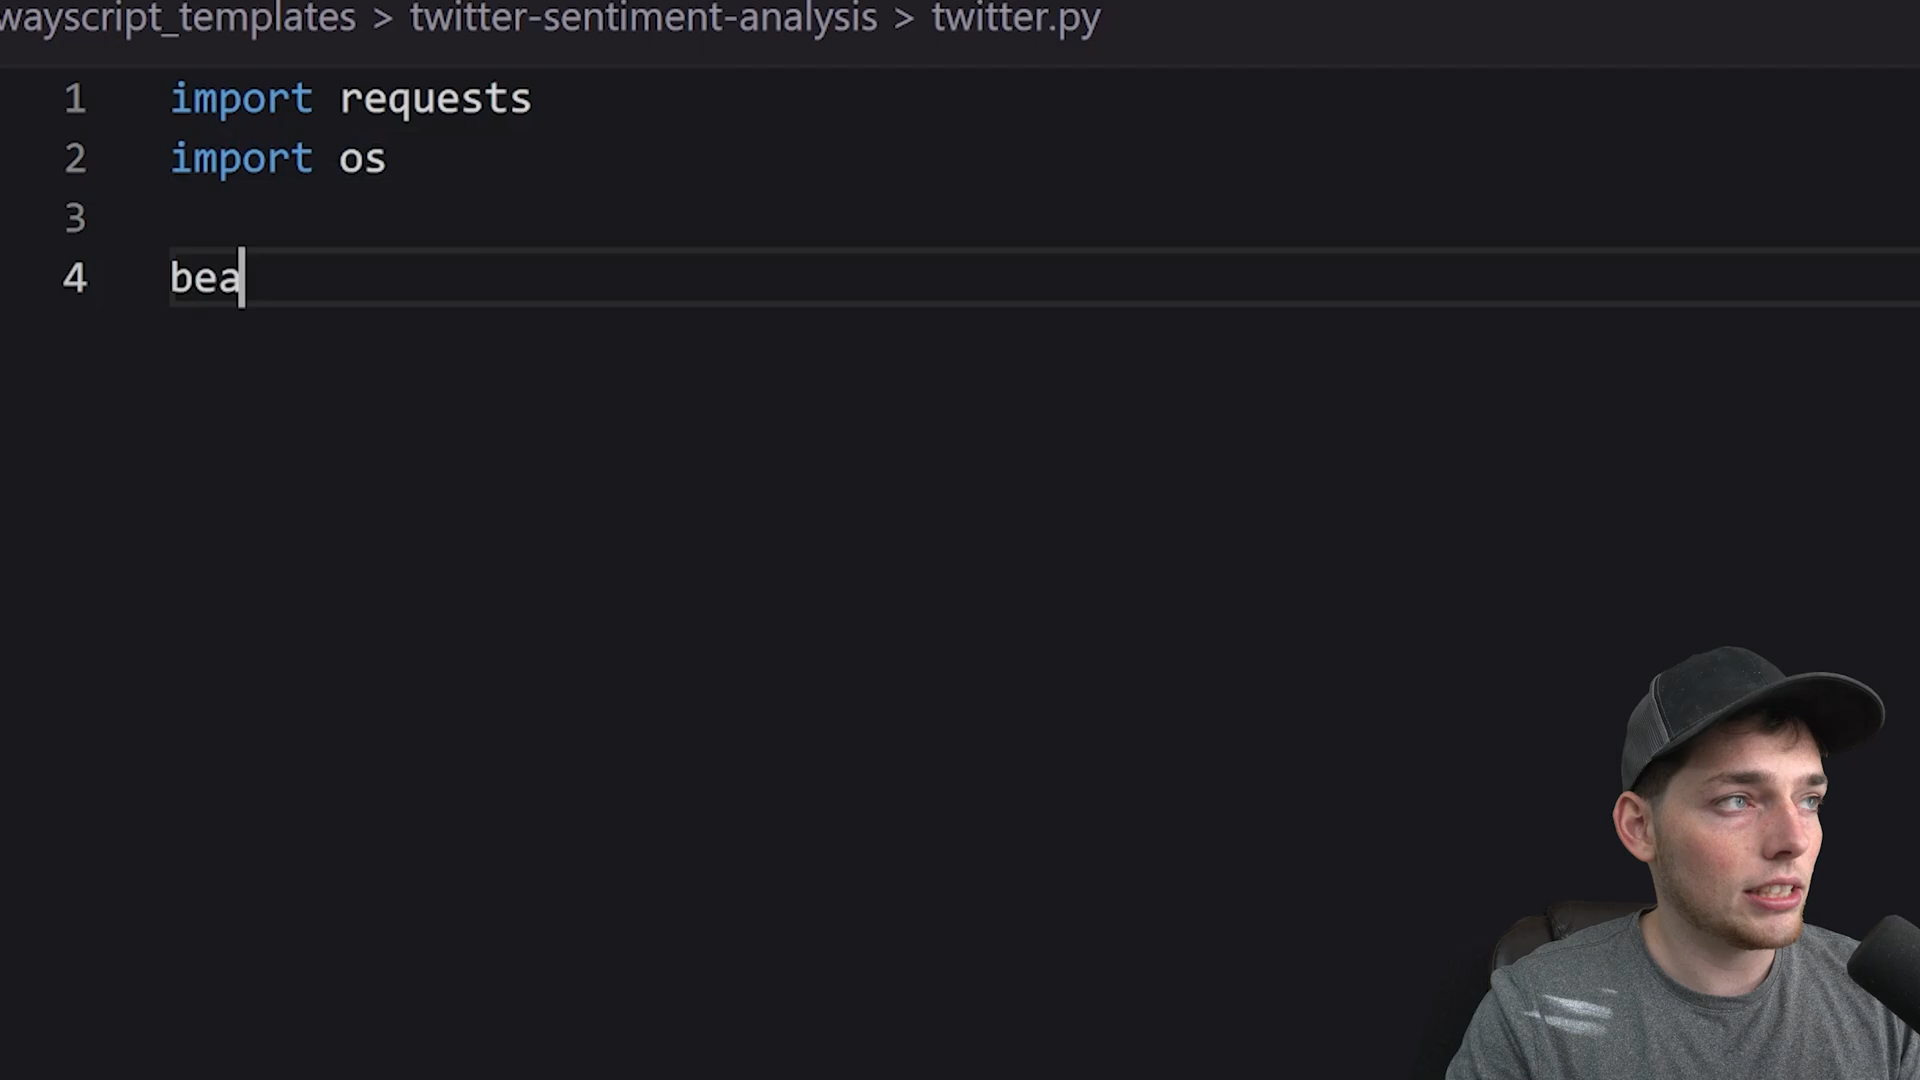 wayscript_templates > twitter-sentiment-analysis > twitter.py
1 import requests
2 import os
3
4 bea